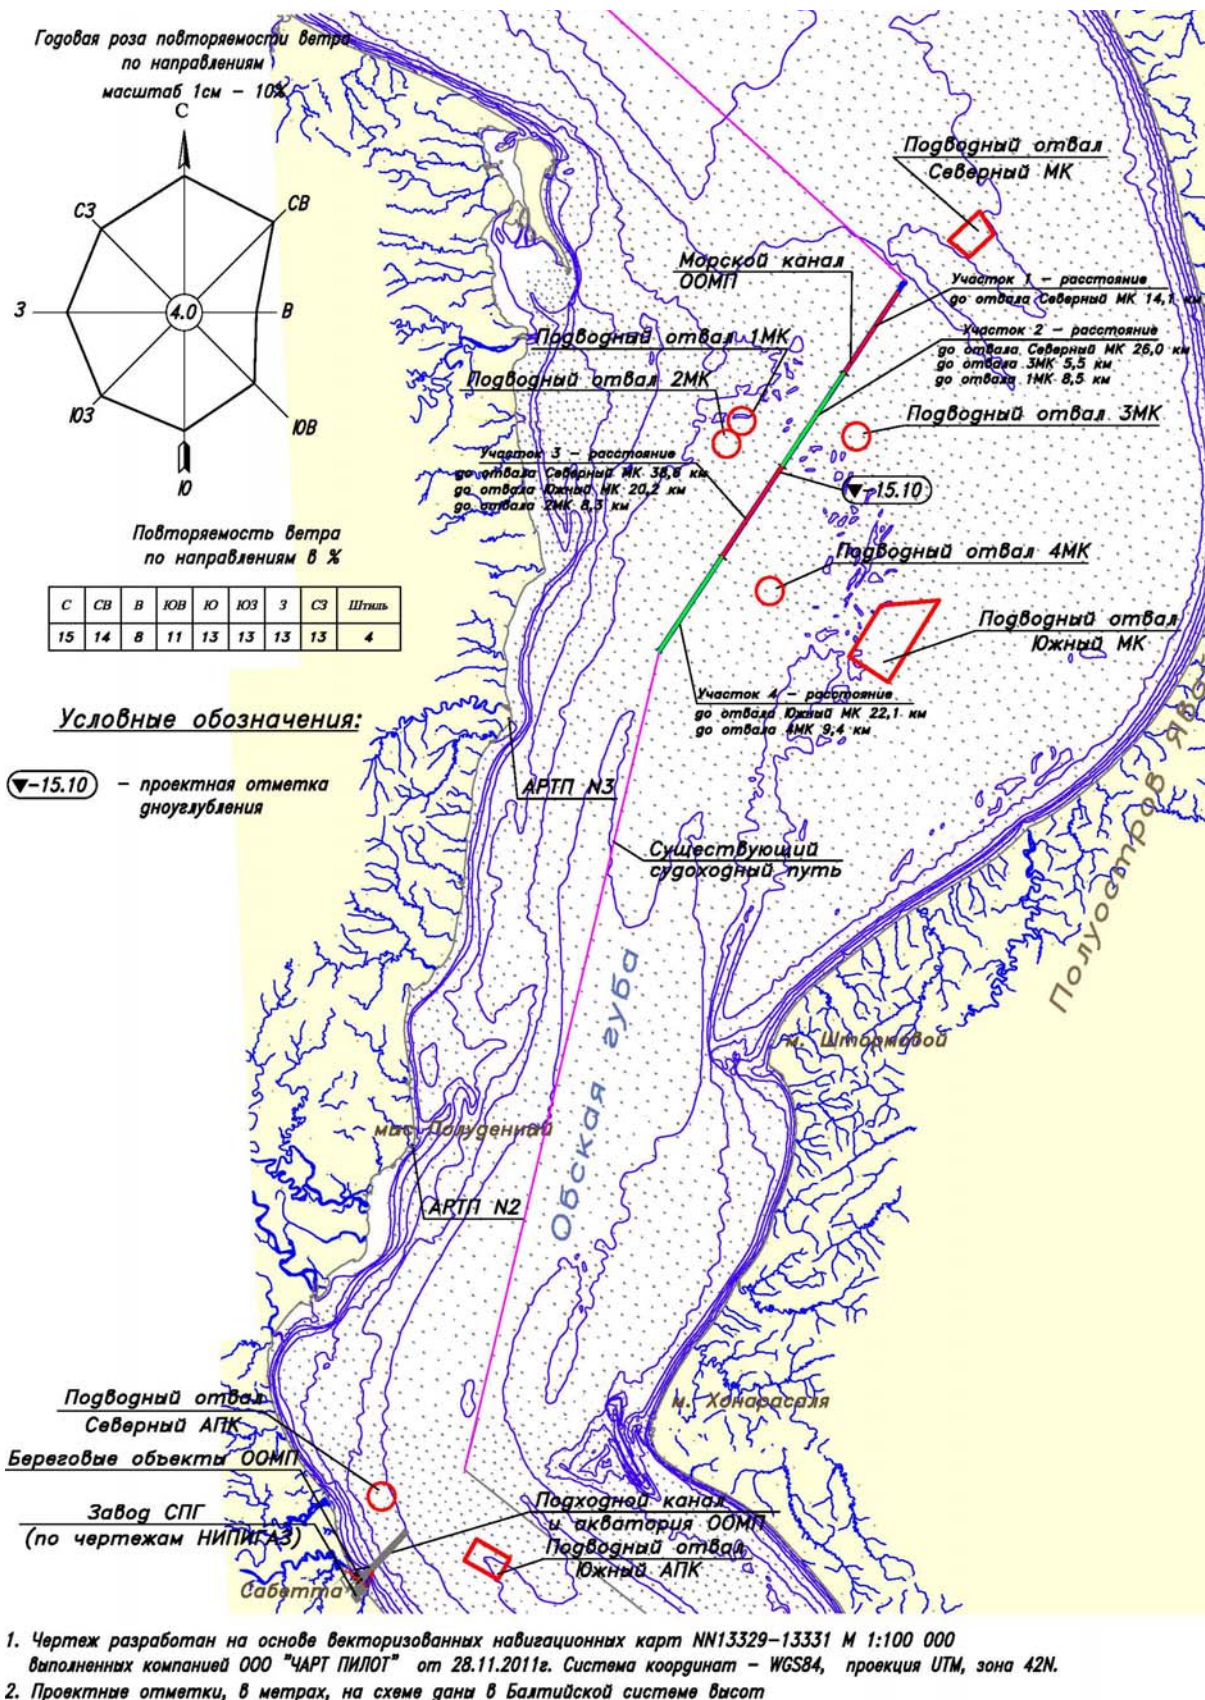 Годовая роза повторяемости ветра
по направлениям
масштаб 1см – 10%
С
СЗ
СВ
З
4.0
В
ЮЗ
ЮВ
Ю
Повторяемость ветра
по направлениям в %
С СВ В ЮВ Ю ЮЗ З СЗ Штиль
15 14 8 11 13 13 13 13 4
Условные обозначения:
▼-15.10 – проектная отметка
дноуглубления
Подводный отвал
Северный МК
Морской канал
ООМП
Участок 1 – расстояние
до отвала Северный МК 14,1 км
Участок 2 – расстояние
до отвала Северный МК 26,0 км
до отвала 3МК 5,5 км
до отвала 1МК 8,5 км
Подводный отвал 1МК
Подводный отвал 2МК
Подводный отвал 3МК
Участок 3 – расстояние
до отвала Северный МК 38,6 км
до отвала Южный МК 20,2 км
до отвала 2МК 8,3 км
▼-15.10
Подводный отвал 4МК
Подводный отвал
Южный МК
Участок 4 – расстояние
до отвала Южный МК 22,1 км
до отвала 4МК 9,4 км
АРТП N3
Существующий
судоходный путь
Полуостров
Обская губа
м. Штормовой
мыс Полуденный
АРТП N2
м. Хонарасаля
Подводный отвал
Северный АПК
Береговые объекты ООМП
Завод СПГ
(по чертежам НИПИГАЗ)
Сабетта
Подходной канал
и акватория ООМП
Подводный отвал
Южный АПК
1. Чертеж разработан на основе векторизованных навигационных карт NN13329-13331 М 1:100 000
выполненных компанией ООО "ЧАРТ ПИЛОТ" от 28.11.2011г. Система координат – WGS84, проекция UTM, зона 42N.
2. Проектные отметки, в метрах, на схеме даны в Балтийской системе высот